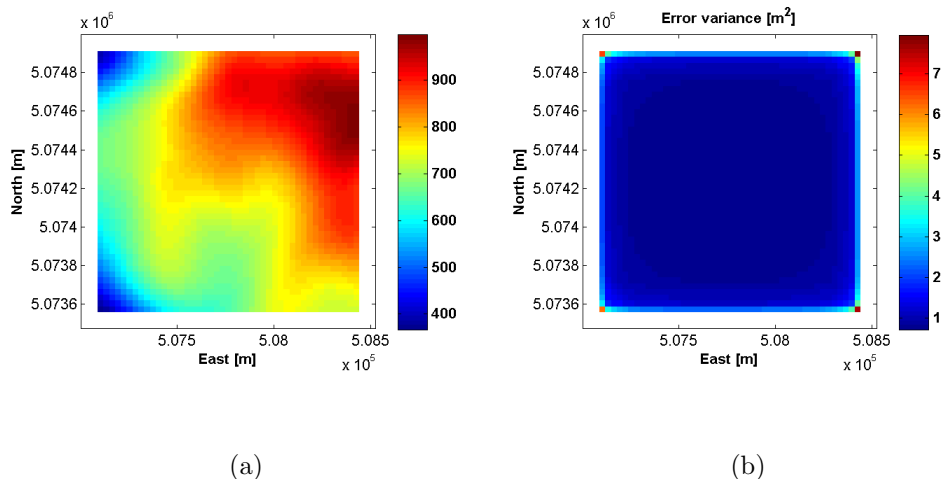 x 10^6
5.0748
5.0746
5.0744
5.0742
5.074
5.0738
5.0736
North [m]
5.075 5.08 5.085
East [m]
x 10^5
900
800
700
600
500
400
(a)
x 10^6
Error variance [m^2]
5.0748
5.0746
5.0744
5.0742
5.074
5.0738
5.0736
North [m]
5.075 5.08 5.085
East [m]
x 10^5
7
6
5
4
3
2
1
(b)